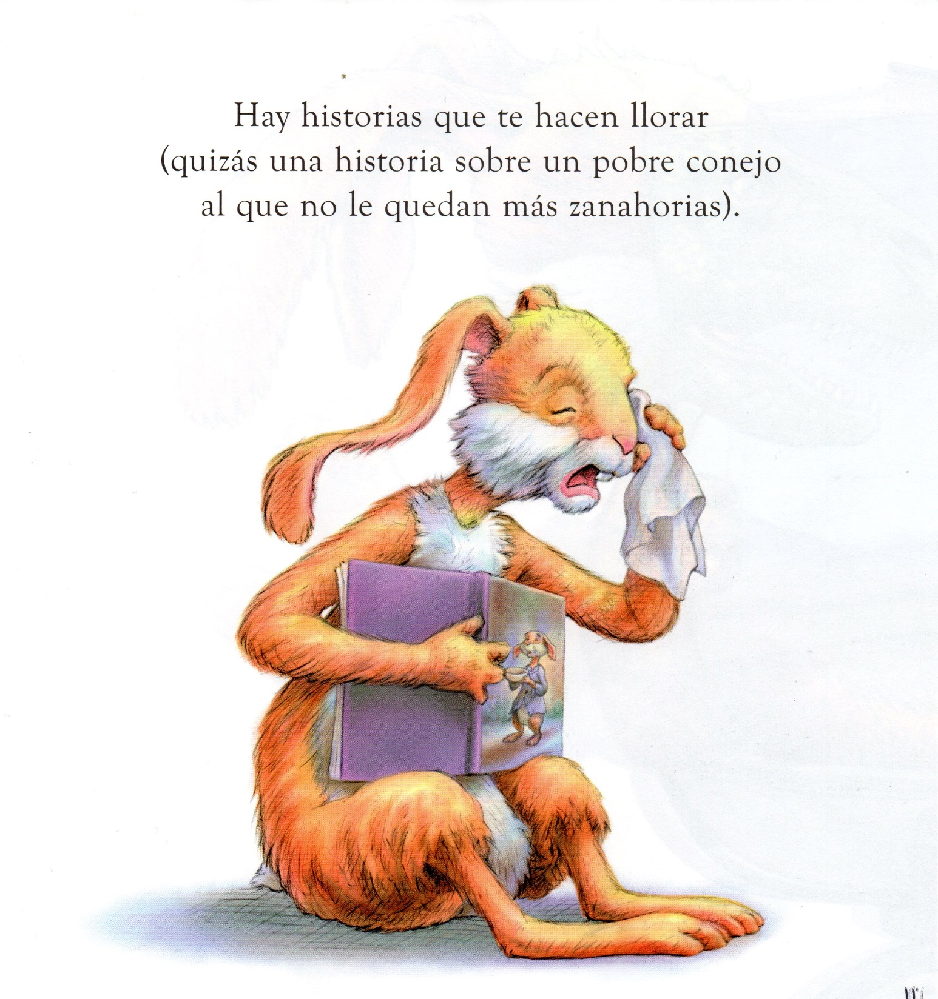 Hay historias que te hacen llorar
(quizás una historia sobre un pobre conejo
al que no le quedan más zanahorias).